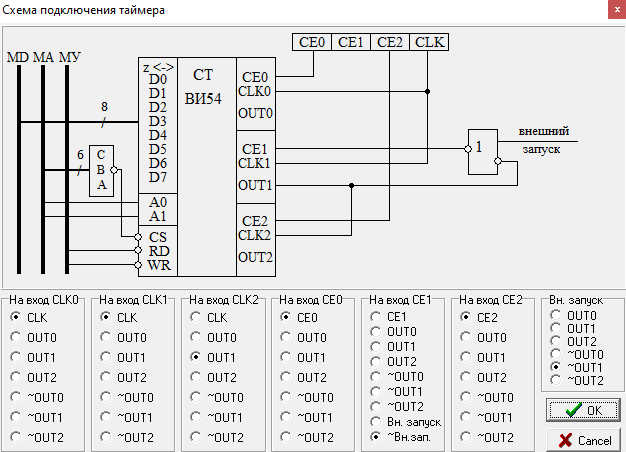 Схема подключения таймера
x
CE0 CE1 CE2 CLK
MD MA МУ
z <-> CT
ВИ54
D0
D1
D2
D3
D4
D5
D6
D7
A0
A1
CS
RD
WR
8
6
C
B
A
CE0
CLK0
OUT0
CE1
CLK1
OUT1
CE2
CLK2
OUT2
1
внешний
запуск
На вход CLK0
CLK
OUT0
OUT1
OUT2
~OUT0
~OUT1
~OUT2
На вход CLK1
CLK
OUT0
OUT1
OUT2
~OUT0
~OUT1
~OUT2
На вход CLK2
CLK
OUT0
OUT1
OUT2
~OUT0
~OUT1
~OUT2
На вход CE0
CE0
OUT0
OUT1
OUT2
~OUT0
~OUT1
~OUT2
На вход CE1
CE1
OUT0
OUT1
OUT2
~OUT0
~OUT1
~OUT2
Вн. запуск
~Вн.зап.
На вход CE2
CE2
OUT0
OUT1
OUT2
~OUT0
~OUT1
~OUT2
Вн. запуск
OUT0
OUT1
OUT2
~OUT0
~OUT1
~OUT2
OK
Cancel